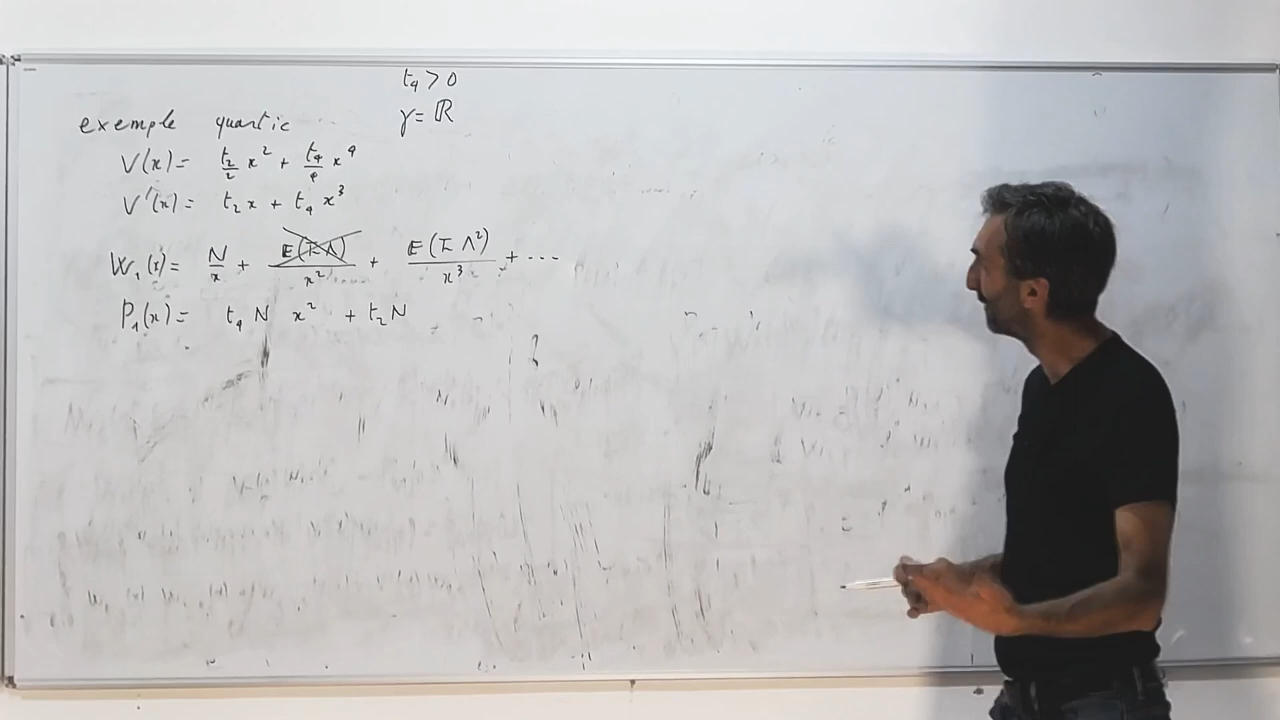 t₄ > 0
γ = ℝ
exemple quartic
V(x) = t₂/2 x² + t₄/4 x⁴
V'(x) = t₂ x + t₄ x³
W₁(x) = N/x + E(Tr Λ)/x² + E(Tr Λ²)/x³ + ...
P₁(x) = t₄ N x² + t₂ N